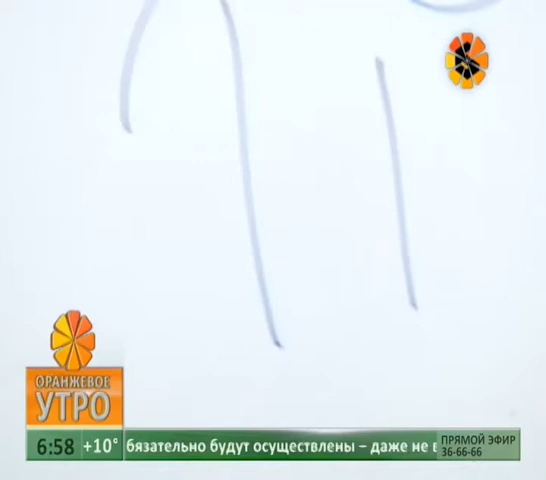 ОРАНЖЕВОЕ
УТРО
6:58 +10° бязательно будут осуществлены – даже не в
ПРЯМОЙ ЭФИР
36-66-66